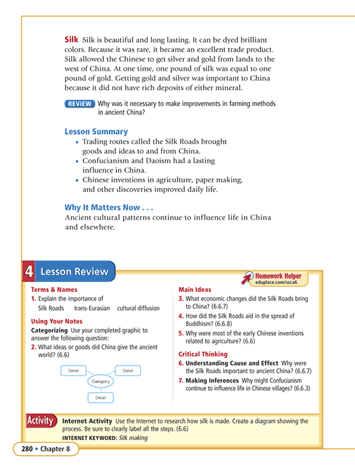 Silk Silk is beautiful and long lasting. It can be dyed brilliant
colors. Because it was rare, it became an excellent trade product.
Silk allowed the Chinese to get silver and gold from lands to the
west of China. At one time, one pound of silk was equal to one
pound of gold. Getting gold and silver was important to China
because it did not have rich deposits of either mineral.
REVIEW Why was it necessary to make improvements in farming methods
in ancient China?
Lesson Summary
• Trading routes called the Silk Roads brought
goods and ideas to and from China.
• Confucianism and Daoism had a lasting
influence in China.
• Chinese inventions in agriculture, paper making,
and other discoveries improved daily life.
Why It Matters Now . . .
Ancient cultural patterns continue to influence life in China
and elsewhere.
4 Lesson Review
Homework Helper
eduplace.com/ssca6
Terms & Names
1. Explain the importance of
Silk Roads trans-Eurasian cultural diffusion
Using Your Notes
Categorizing Use your completed graphic to
answer the following question:
2. What ideas or goods did China give the ancient
world? (6.6)
Detail Detail
Category
Detail
Main Ideas
3. What economic changes did the Silk Roads bring
to China? (6.6.7)
4. How did the Silk Roads aid in the spread of
Buddhism? (6.6.8)
5. Why were most of the early Chinese inventions
related to agriculture? (6.6)
Critical Thinking
6. Understanding Cause and Effect Why were
the Silk Roads important to ancient China? (6.6.7)
7. Making Inferences Why might Confucianism
continue to influence life in Chinese villages? (6.6.3)
Activity
Internet Activity Use the Internet to research how silk is made. Create a diagram showing the
process. Be sure to clearly label all the steps. (6.6)
INTERNET KEYWORD: Silk making
280 • Chapter 8